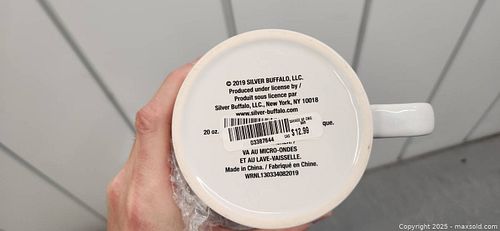 © 2019 SILVER BUFFALO, LLC.
Produced under license by /
Produit sous licence par
Silver Buffalo, LLC., New York, NY 10018
www.silver-buffalo.com
20 oz. que.
$12.99
03387644
VA AU MICRO-ONDES
ET AU LAVE-VAISSELLE.
Made in China. / Fabriqué en Chine.
WRNL130334082019
Copyright 2025 - maxsold.com